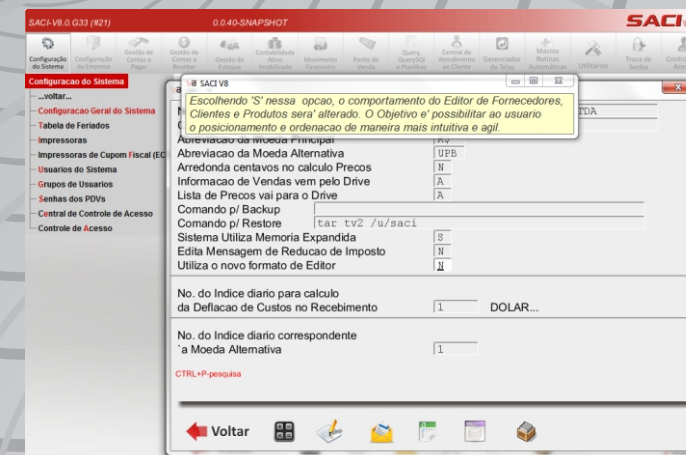 SACI-V8.0.G33 (#21)
0.0.40-SNAPSHOT
SACI
Configuração do Sistema
Configuração da Empresa
Gestão de Contas a Pagar
Gestão de Contas a Receber
Gestão de Estoque
Contabilidade Ativo Imobilizado
Movimento Financeiro
Ponto de Venda
Query, QuerySQl e Planilhas
Central de Atendimento ao Cliente
Gerenciador de Telas
Macros Rotinas Automáticas
Utilitários
Troca de Senha
Configuracao do Sistema
...voltar...
Configuracao Geral do Sistema
Tabela de Feriados
Impressoras
Impressoras de Cupom Fiscal (EC
Usuarios do Sistema
Grupos de Usuarios
Senhas dos PDVs
Central de Controle de Acesso
Controle de Acesso
SACI V8
Escolhendo 'S' nessa opcao, o comportamento do Editor de Fornecedores,
Clientes e Produtos sera' alterado. O Objetivo e' possibilitar ao usuario
o posicionamento e ordenacao de maneira mais intuitiva e agil.
TDA
Abreviacao da Moeda Principal R$
Abreviacao da Moeda Alternativa UPB
Arredonda centavos no calculo Precos N
Informacao de Vendas vem pelo Drive A
Lista de Precos vai para o Drive A
Comando p/ Backup
Comando p/ Restore tar tv2 /u/saci
Sistema Utiliza Memoria Expandida S
Edita Mensagem de Reducao de Imposto N
Utiliza o novo formato de Editor N
No. do Indice diario para calculo
da Deflacao de Custos no Recebimento 1 DOLAR...
No. do Indice diario correspondente
`a Moeda Alternativa 1
CTRL+P-pesquisa
Voltar